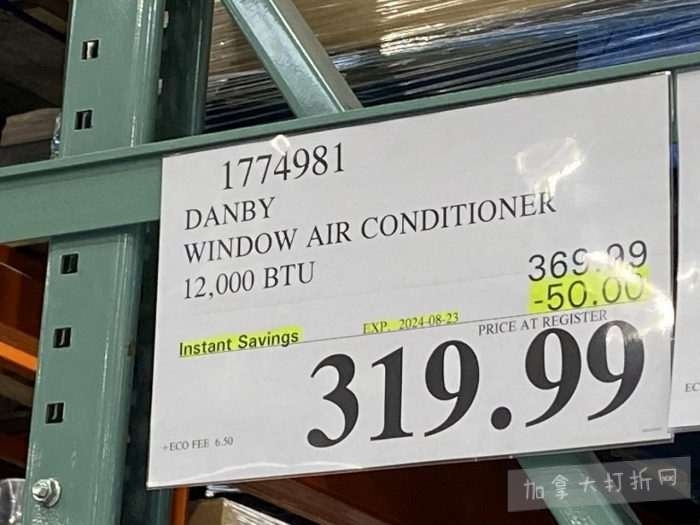 1774981
DANBY
WINDOW AIR CONDITIONER
12,000 BTU
369.99
-50.00
Instant Savings
EXP. 2024-08-23
PRICE AT REGISTER
319.99
+ECO FEE 6.50
EC
加拿大打折网